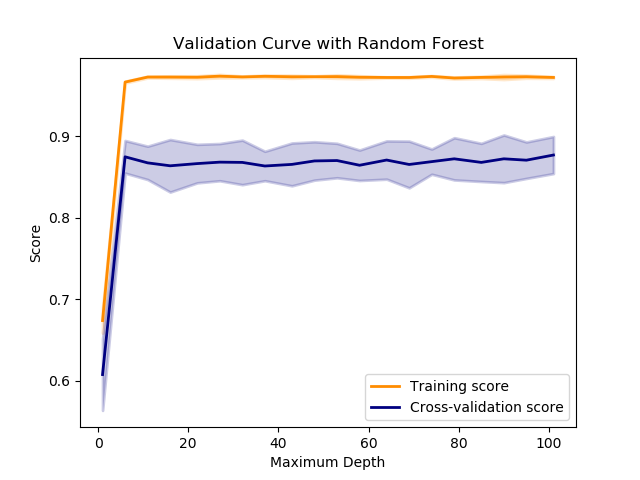 Validation Curve with Random Forest
Score
0.9
0.8
0.7
0.6
0 20 40 60 80 100
Maximum Depth
Training score
Cross-validation score